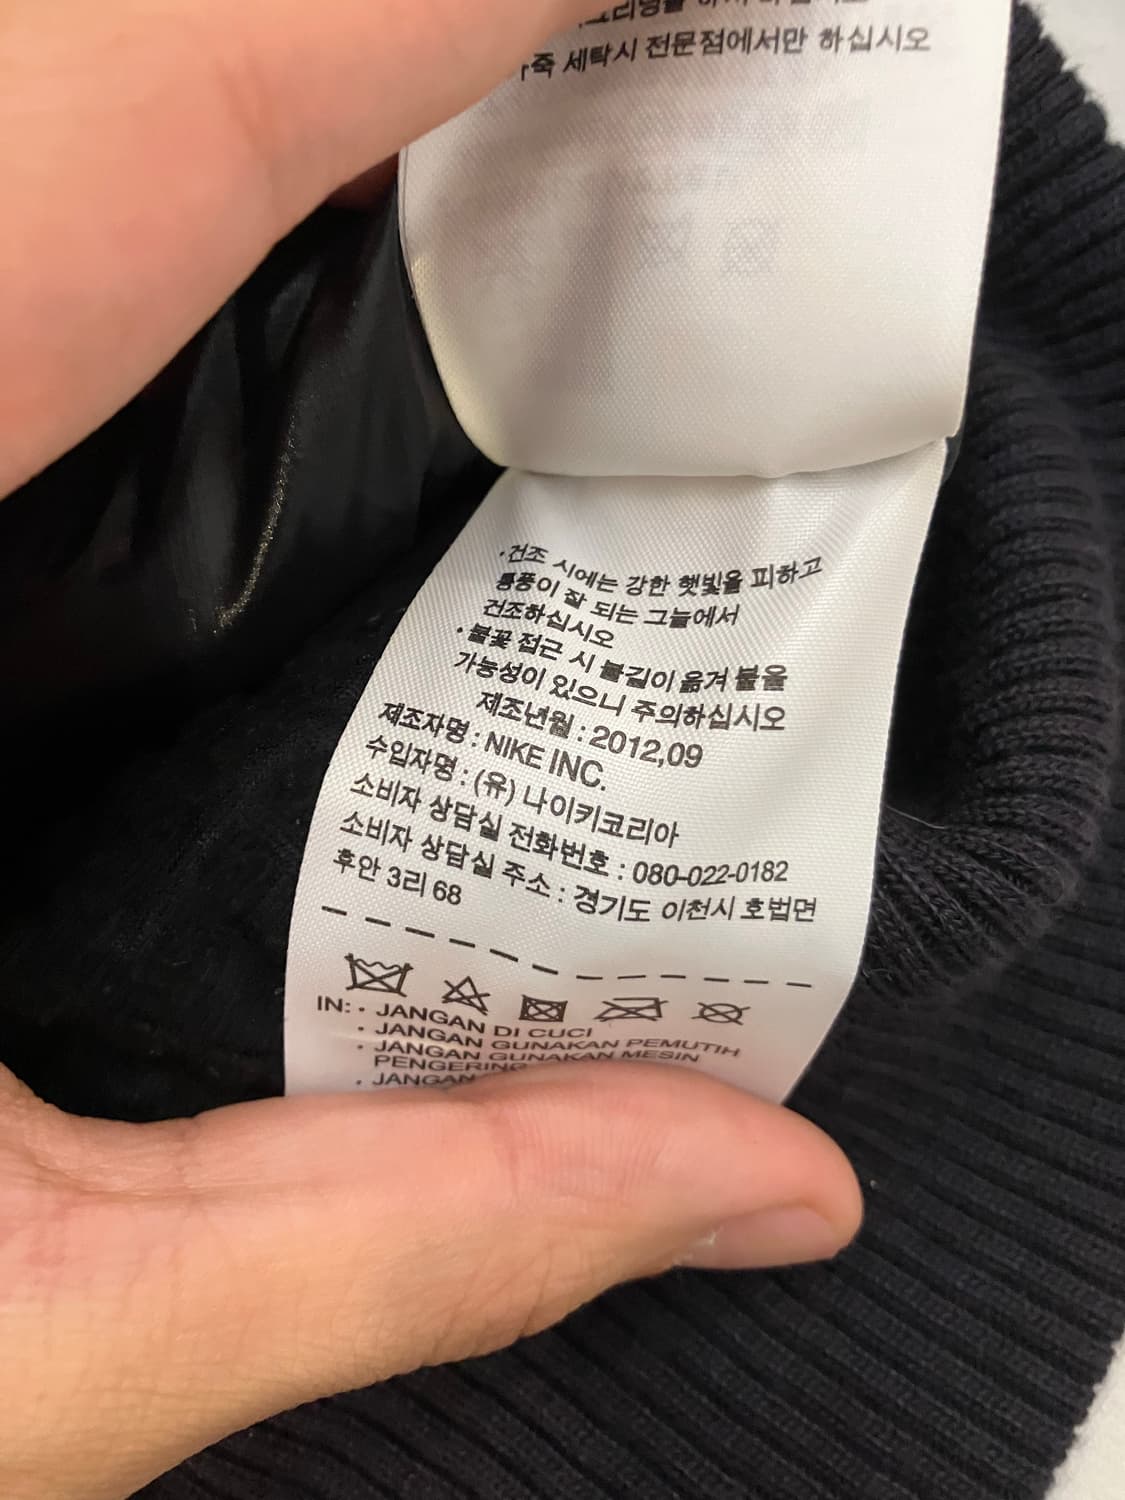 하십시오
죽 세탁시 전문점에서만 하십시오
·건조 시에는 강한 햇빛을 피하고
통풍이 잘 되는 그늘에서
건조하십시오
·불꽃 접근 시 불길이 옮겨 붙을
가능성이 있으니 주의하십시오
제조년월 : 2012,09
제조자명 : NIKE INC.
수입자명 : (유) 나이키코리아
소비자 상담실 전화번호 : 080-022-0182
소비자 상담실 주소 : 경기도 이천시 호법면
후안 3리 68
IN: · JANGAN DI CUCI
· JANGAN GUNAKAN PEMUTIH
· JANGAN GUNAKAN MESIN
PENGERING
· JANGAN